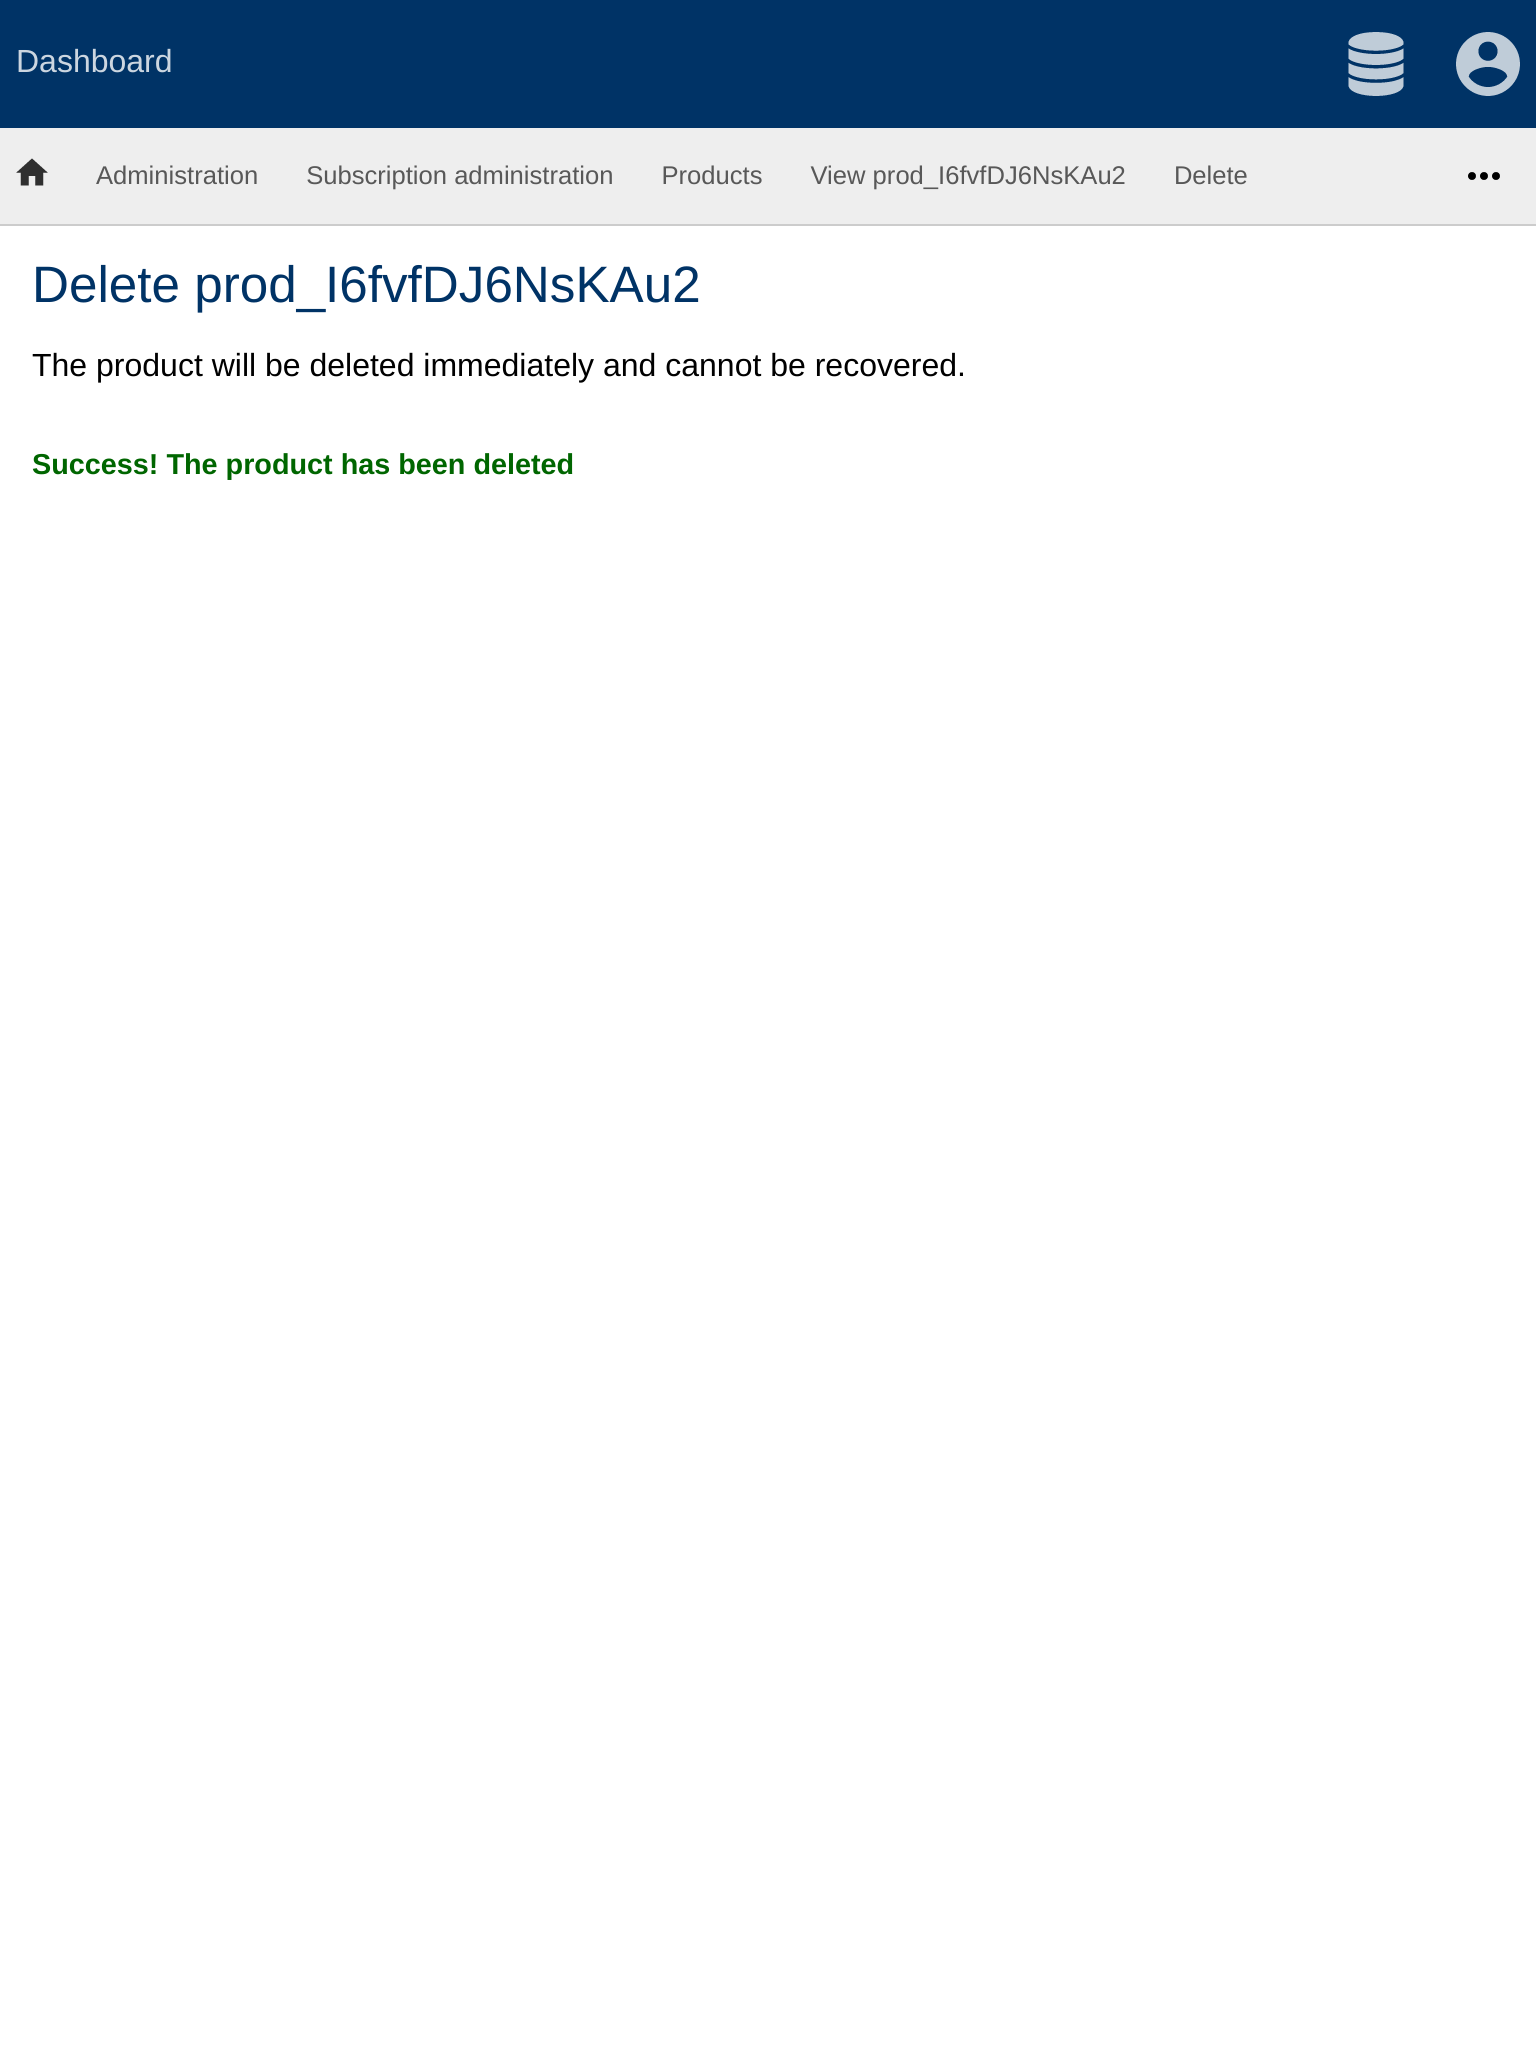 Dashboard
Administration Subscription administration Products View prod_I6fvfDJ6NsKAu2 Delete
Delete prod_I6fvfDJ6NsKAu2
The product will be deleted immediately and cannot be recovered.
Success! The product has been deleted